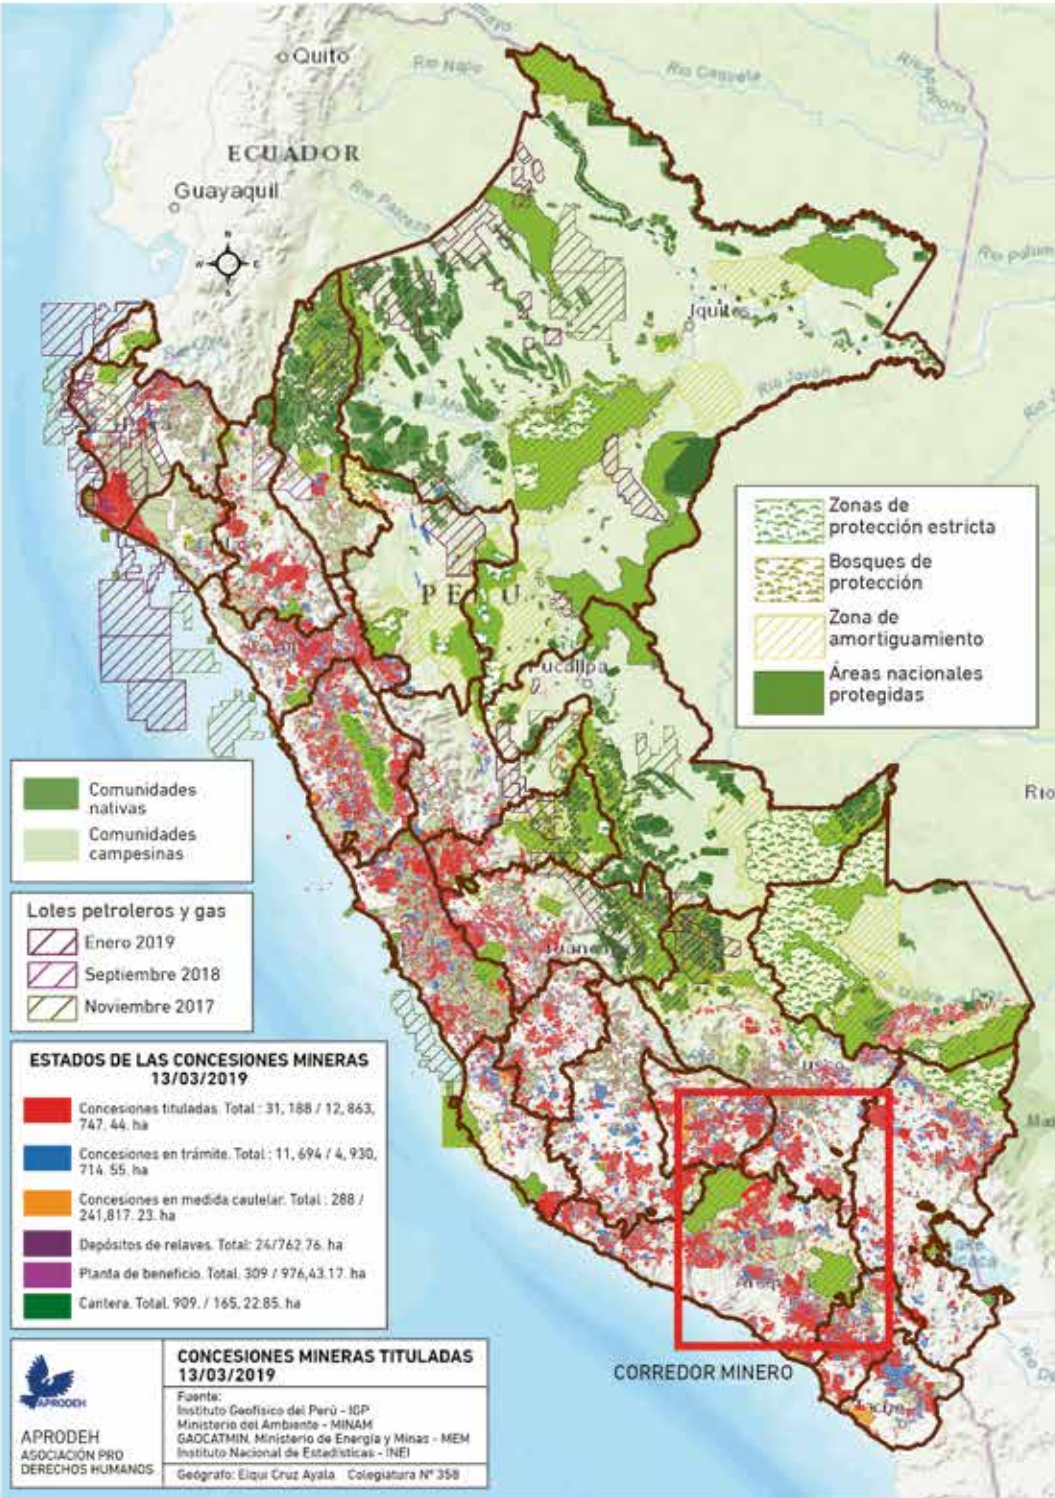 Quito
Rio Napo
Rio Caqueta
ECUADOR
Guayaquil
N
W
E
S
Iquitos
Rio Javari
PERU
Pucallpa
Zonas de
protección estricta
Bosques de
protección
Zona de
amortiguamiento
Áreas nacionales
protegidas
Comunidades
nativas
Comunidades
campesinas
Rio
Lotes petroleros y gas
Enero 2019
Septiembre 2018
Noviembre 2017
ESTADOS DE LAS CONCESIONES MINERAS
13/03/2019
Concesiones tituladas. Total : 31, 188 / 12, 863,
747. 44. ha
Concesiones en trámite. Total : 11, 694 / 4, 930,
714. 55. ha
Concesiones en medida cautelar. Total : 288 /
241,817. 23. ha
Depósitos de relaves. Total: 24/762.76. ha
Planta de beneficio. Total. 309 / 976,43.17. ha
Cantera. Total. 909. / 165, 22.85. ha
CORREDOR MINERO
Tacna
APRODEH
APRODEH
ASOCIACIÓN PRO
DERECHOS HUMANOS
CONCESIONES MINERAS TITULADAS
13/03/2019
Fuente:
Instituto Geofísico del Perú - IGP
Ministerio del Ambiente - MINAM
GAOCATMIN. Ministerio de Energía y Minas - MEM
Instituto Nacional de Estadísticas - INEI
Geógrafo: Elqui Cruz Ayala Colegiatura N° 358